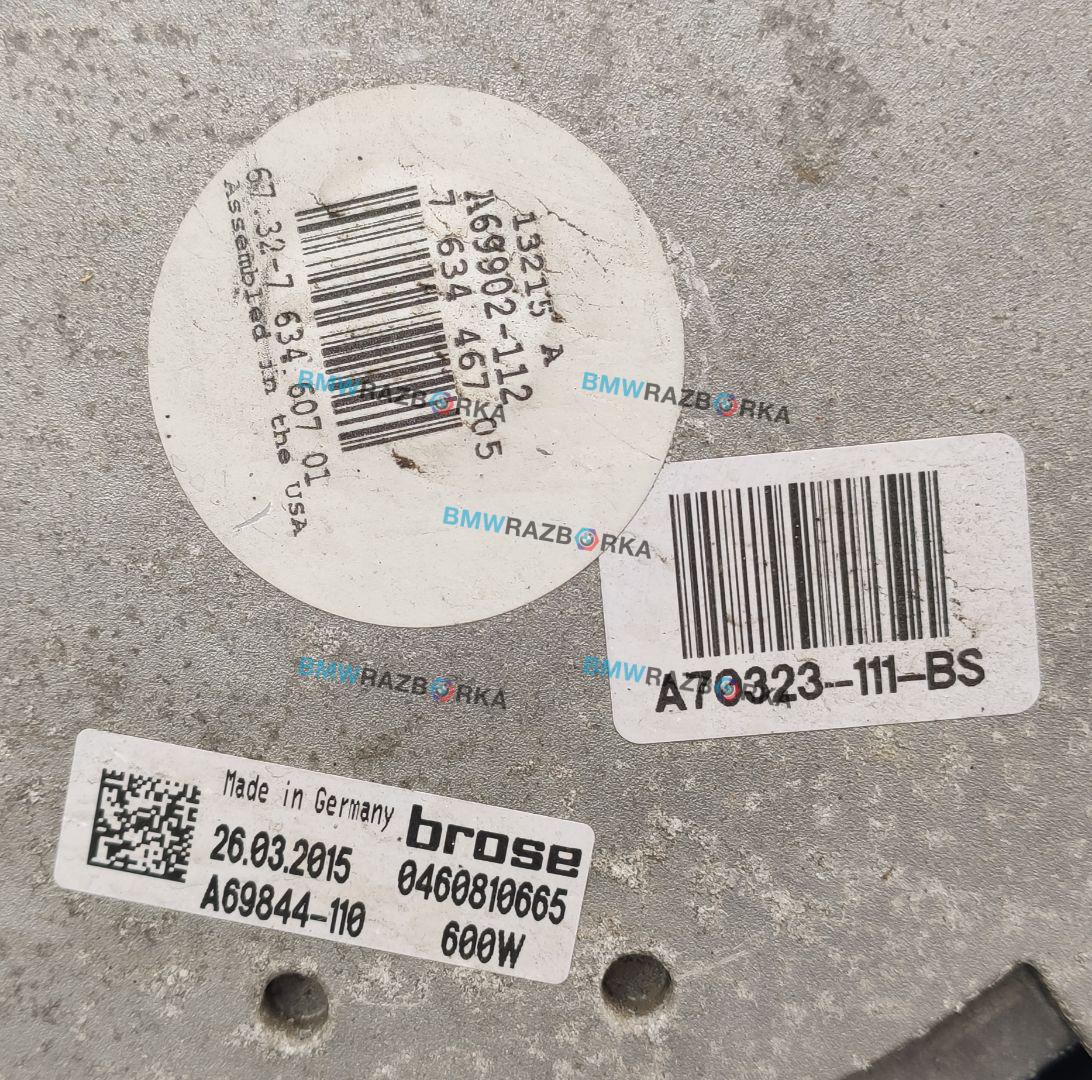 13215 A
A69902-112
7 634 467 05
67.32-7 634 607 01
Assembled in the USA
BMWRAZBORKA
BMWRAZBORKA
BMWRAZBORKA
A70323-111-BS
BMWRAZBORKA
BMWRAZBORKA
Made in Germany
brose
26.03.2015
0460810665
A69844-110
600W